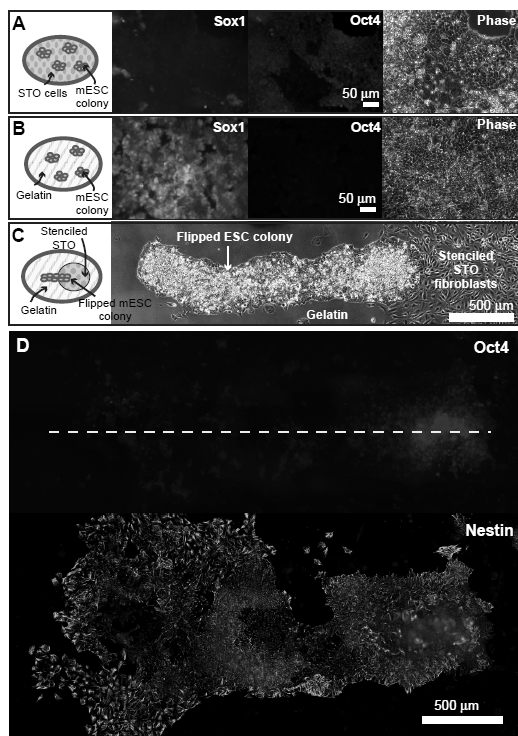 A
Sox1
Oct4
Phase
STO cells
mESC
colony
50 µm
B
Sox1
Oct4
Phase
Gelatin
mESC
colony
50 µm
C
Stenciled
STO
Gelatin
Flipped mESC
colony
Flipped ESC colony
Gelatin
Stenciled
STO
fibroblasts
500 µm
D
Oct4
Nestin
500 µm